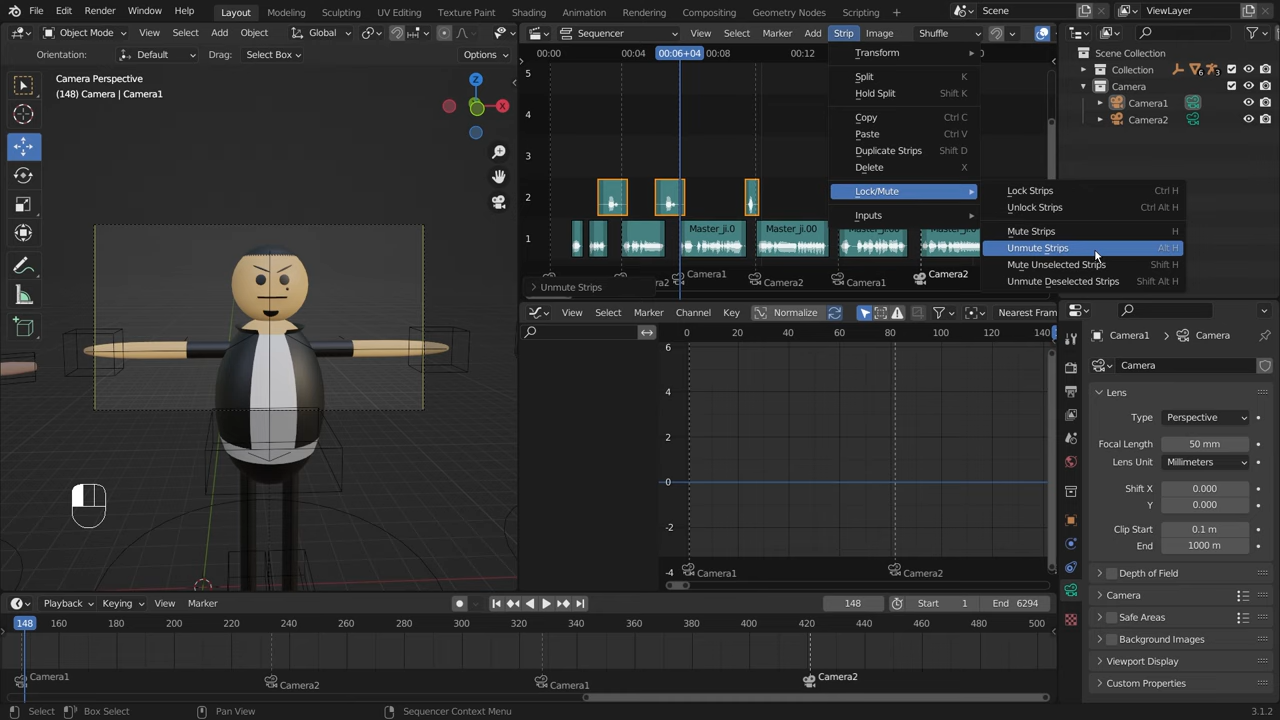 File Edit Render Window Help Layout Modeling Sculpting UV Editing Texture Paint Shading Animation Rendering Compositing Geometry Nodes Scripting Scene ViewLayer
Object Mode View Select Add Object Global
Orientation: Default Drag: Select Box Options
Camera Perspective
(148) Camera | Camera1
Z
X
Sequencer View Select Marker Add Strip Image Shuffle
00:00 00:04 00:06+04 00:08 00:12
5
4
3
2
1
Master_ji.0 Master_ji.00
Camera1 Camera2 Camera1 Camera2
Unmute Strips
Transform
Split K
Hold Split Shift K
Copy Ctrl C
Paste Ctrl V
Duplicate Strips Shift D
Delete X
Lock/Mute
Inputs
Lock Strips Ctrl H
Unlock Strips Ctrl Alt H
Mute Strips H
Unmute Strips Alt H
Mute Unselected Strips Shift H
Unmute Deselected Strips Shift Alt H
Scene Collection
Collection 6 3
Camera
Camera1
Camera2
View Select Marker Channel Key Normalize Nearest Fram
0 20 40 60 80 100 120 140
6
4
2
0
-2
-4
Camera1 Camera2
Camera1 Camera
Camera
Lens
Type Perspective
Focal Length 50 mm
Lens Unit Millimeters
Shift X 0.000
Y 0.000
Clip Start 0.1 m
End 1000 m
Depth of Field
Camera
Safe Areas
Background Images
Viewport Display
Custom Properties
Playback Keying View Marker 148 Start 1 End 6294
148 160 180 200 220 240 260 280 300 320 340 360 380 400 420 440 460 480 500
Camera1 Camera2 Camera1 Camera2
Select Box Select Pan View Sequencer Context Menu 3.1.2